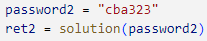 password2 = "cba323"
ret2 = solution(password2)